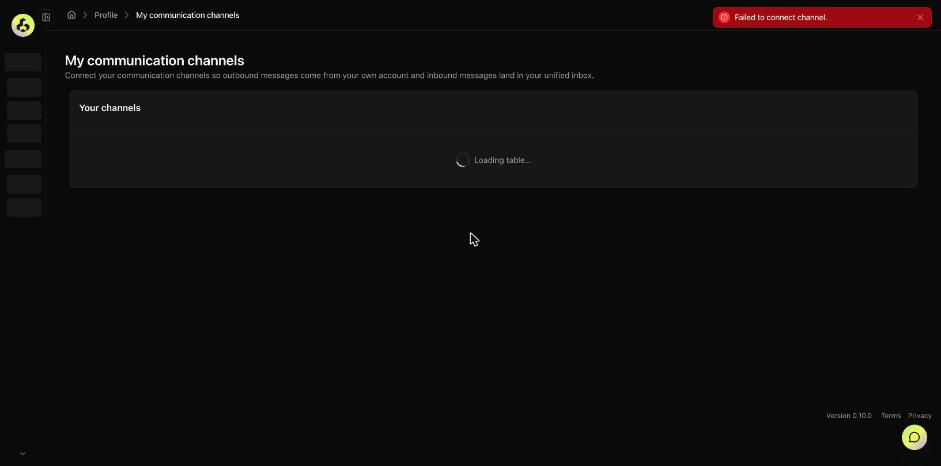 Profile
My communication channels
Failed to connect channel.
My communication channels
Connect your communication channels so outbound messages come from your own account and inbound messages land in your unified inbox.
Your channels
Loading table...
Version 0.10.0
Terms
Privacy